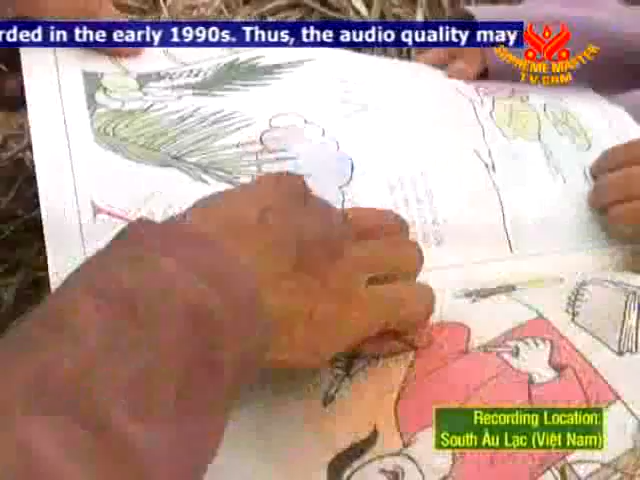 rded in the early 1990s. Thus, the audio quality may
SUPREME MASTER
TV.COM
Recording Location:
South Âu Lạc (Việt Nam)